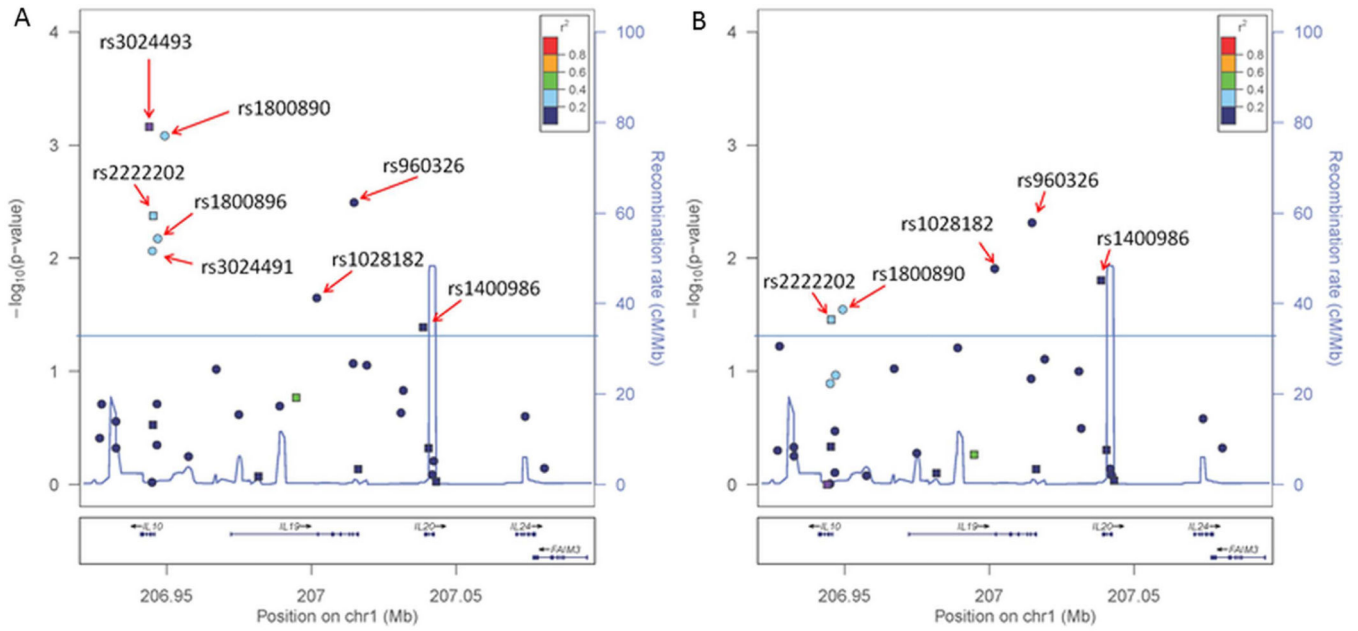 A
4
3
2
1
0
−log10(p−value)
100
80
60
40
20
0
Recombination rate (cM/Mb)
r2
0.8
0.6
0.4
0.2
rs3024493
rs1800890
rs2222202
rs1800896
rs3024491
rs960326
rs1028182
rs1400986
IL10
IL19
IL20
IL24
FAIM3
206.95
207
207.05
Position on chr1 (Mb)
B
4
3
2
1
0
−log10(p−value)
100
80
60
40
20
0
Recombination rate (cM/Mb)
r2
0.8
0.6
0.4
0.2
rs960326
rs1028182
rs1400986
rs2222202
rs1800890
IL10
IL19
IL20
IL24
FAIM3
206.95
207
207.05
Position on chr1 (Mb)